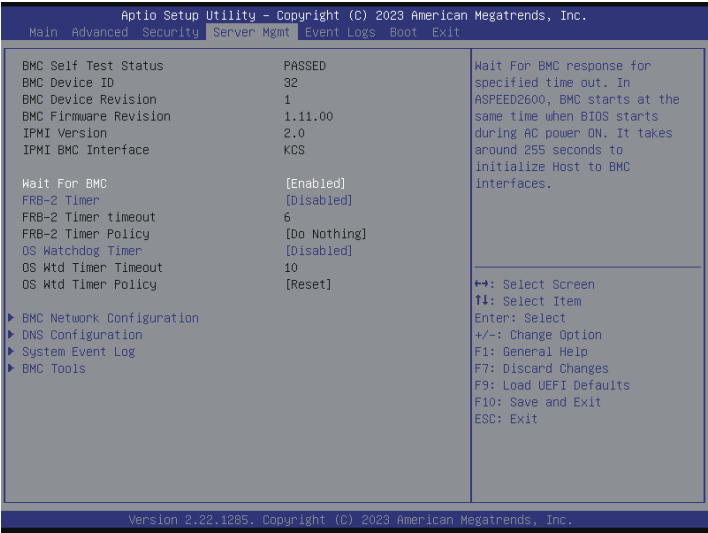 Aptio Setup Utility – Copyright (C) 2023 American Megatrends, Inc.
Main Advanced Security Server Mgmt Event Logs Boot Exit
BMC Self Test Status PASSED
BMC Device ID 32
BMC Device Revision 1
BMC Firmware Revision 1.11.00
IPMI Version 2.0
IPMI BMC Interface KCS
Wait For BMC [Enabled]
FRB-2 Timer [Disabled]
FRB-2 Timer timeout 6
FRB-2 Timer Policy [Do Nothing]
OS Watchdog Timer [Disabled]
OS Wtd Timer Timeout 10
OS Wtd Timer Policy [Reset]
BMC Network Configuration
DNS Configuration
System Event Log
BMC Tools
Wait For BMC response for
specified time out. In
ASPEED2600, BMC starts at the
same time when BIOS starts
during AC power ON. It takes
around 255 seconds to
initialize Host to BMC
interfaces.
↔: Select Screen
↑↓: Select Item
Enter: Select
+/-: Change Option
F1: General Help
F7: Discard Changes
F9: Load UEFI Defaults
F10: Save and Exit
ESC: Exit
Version 2.22.1285. Copyright (C) 2023 American Megatrends, Inc.